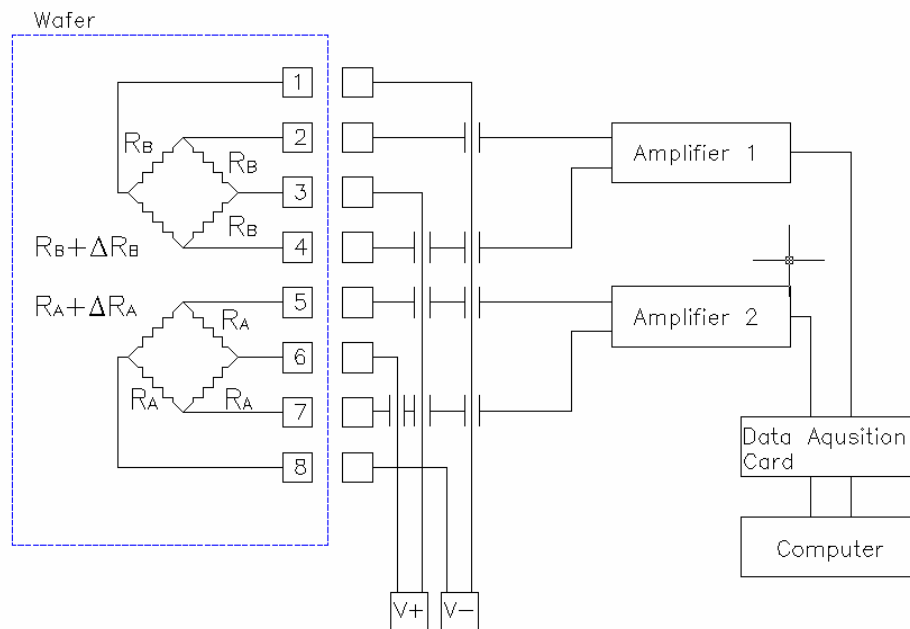 Wafer
1
2
3
4
5
6
7
8
RB
RB
RB
RB+ΔRB
RA+ΔRA
RA
RA
RA
Amplifier 1
Amplifier 2
Data Aqusition
Card
Computer
V+
V−